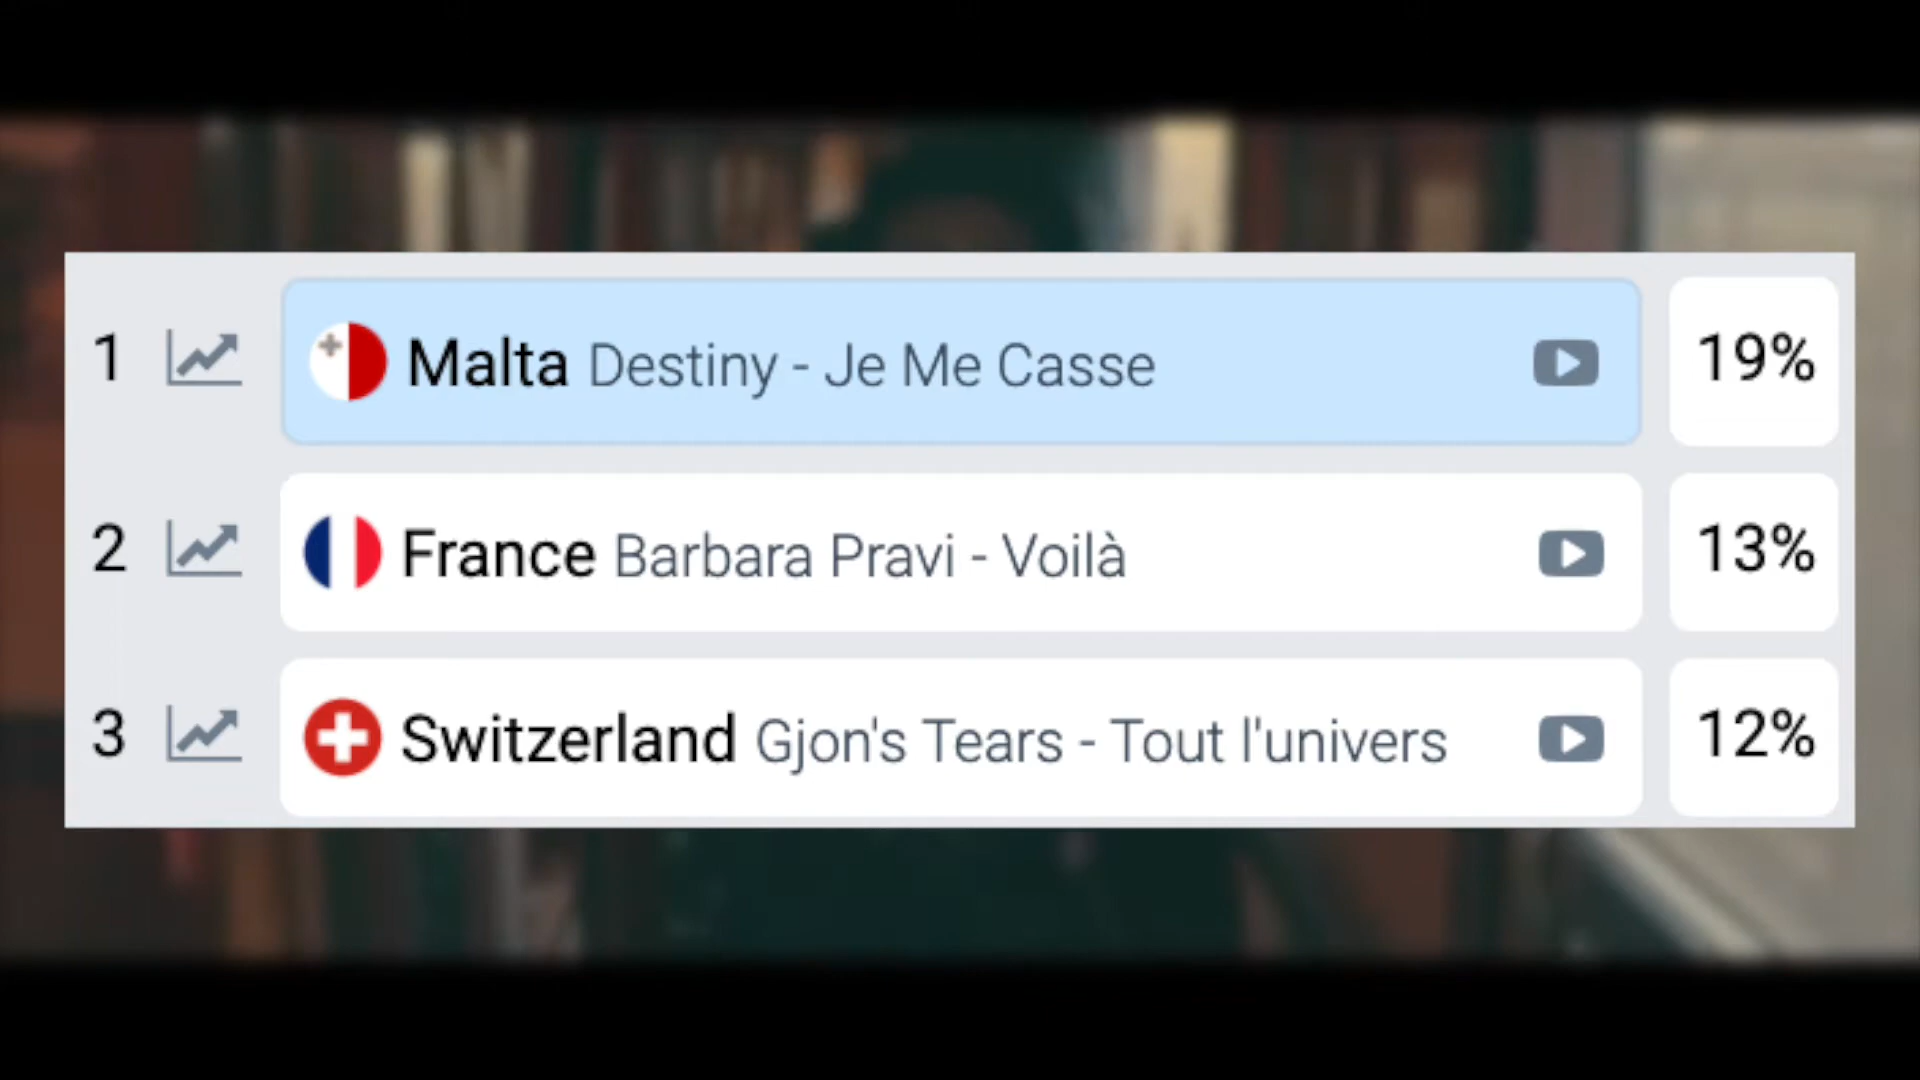 1 Malta Destiny - Je Me Casse 19%
2 France Barbara Pravi - Voilà 13%
3 Switzerland Gjon's Tears - Tout l'univers 12%